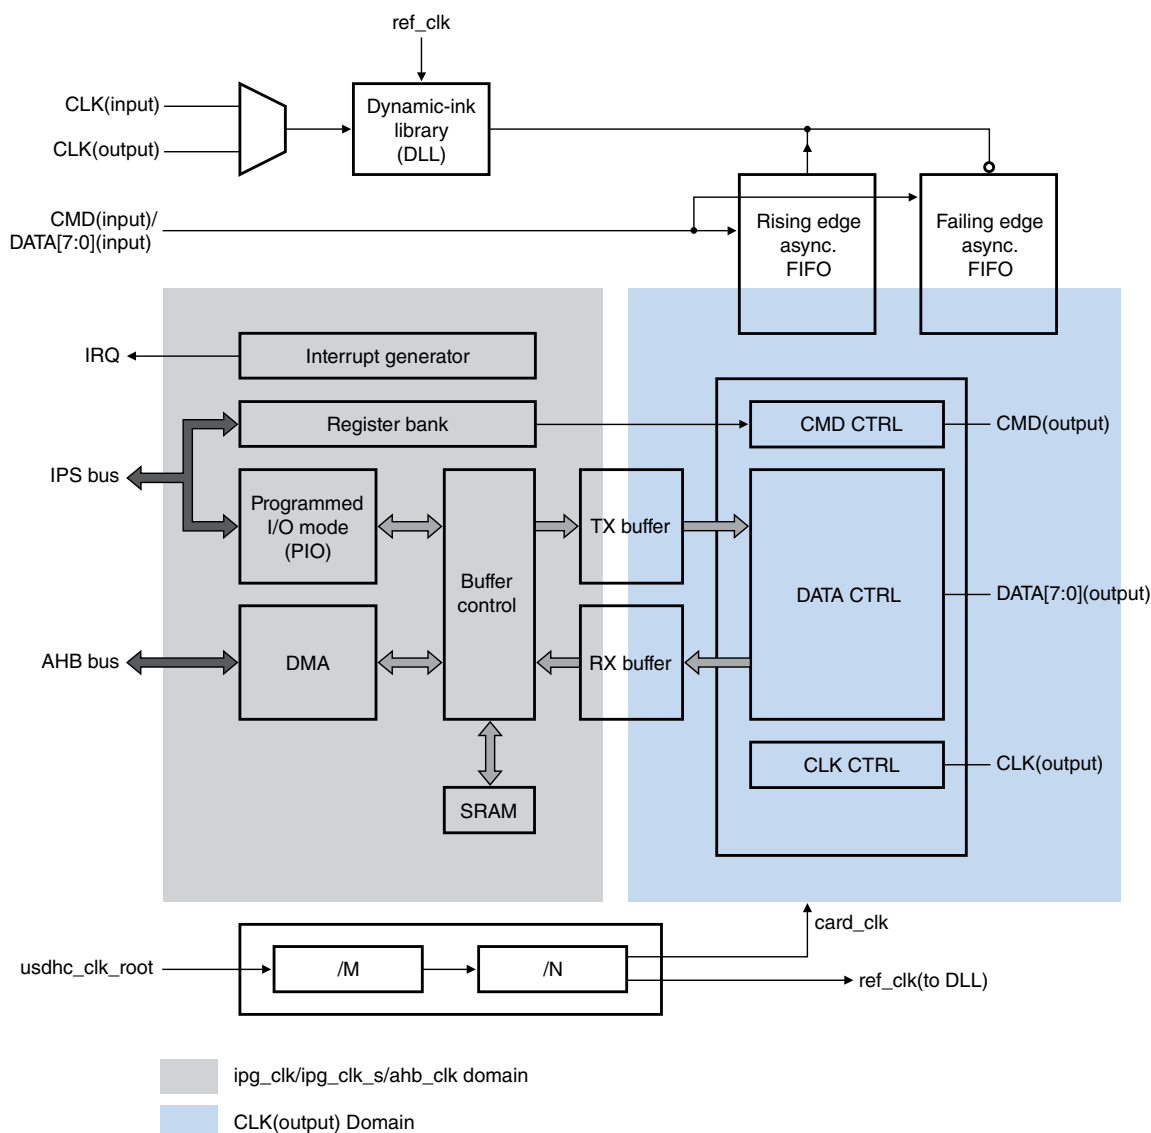 ref_clk
CLK(input)
CLK(output)
Dynamic-ink
library
(DLL)
CMD(input)/
DATA[7:0](input)
Rising edge
async.
FIFO
Failing edge
async.
FIFO
IRQ
Interrupt generator
Register bank
CMD CTRL
CMD(output)
IPS bus
Programmed
I/O mode
(PIO)
Buffer
control
TX buffer
DATA CTRL
DATA[7:0](output)
AHB bus
DMA
RX buffer
CLK CTRL
CLK(output)
SRAM
card_clk
usdhc_clk_root
/M
/N
ref_clk(to DLL)
ipg_clk/ipg_clk_s/ahb_clk domain
CLK(output) Domain